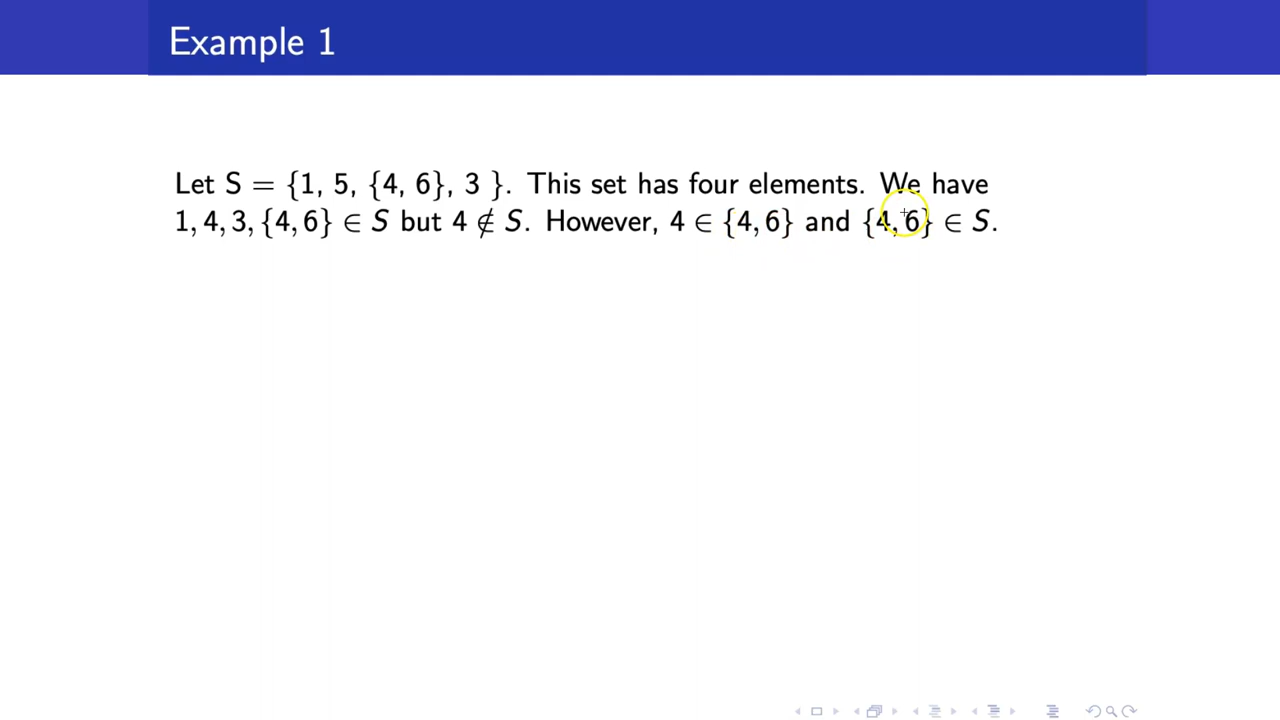 Example 1
Let S = {1, 5, {4, 6}, 3 }. This set has four elements. We have
1, 4, 3, {4, 6} ∈ S but 4 ∉ S. However, 4 ∈ {4, 6} and {4, 6} ∈ S.